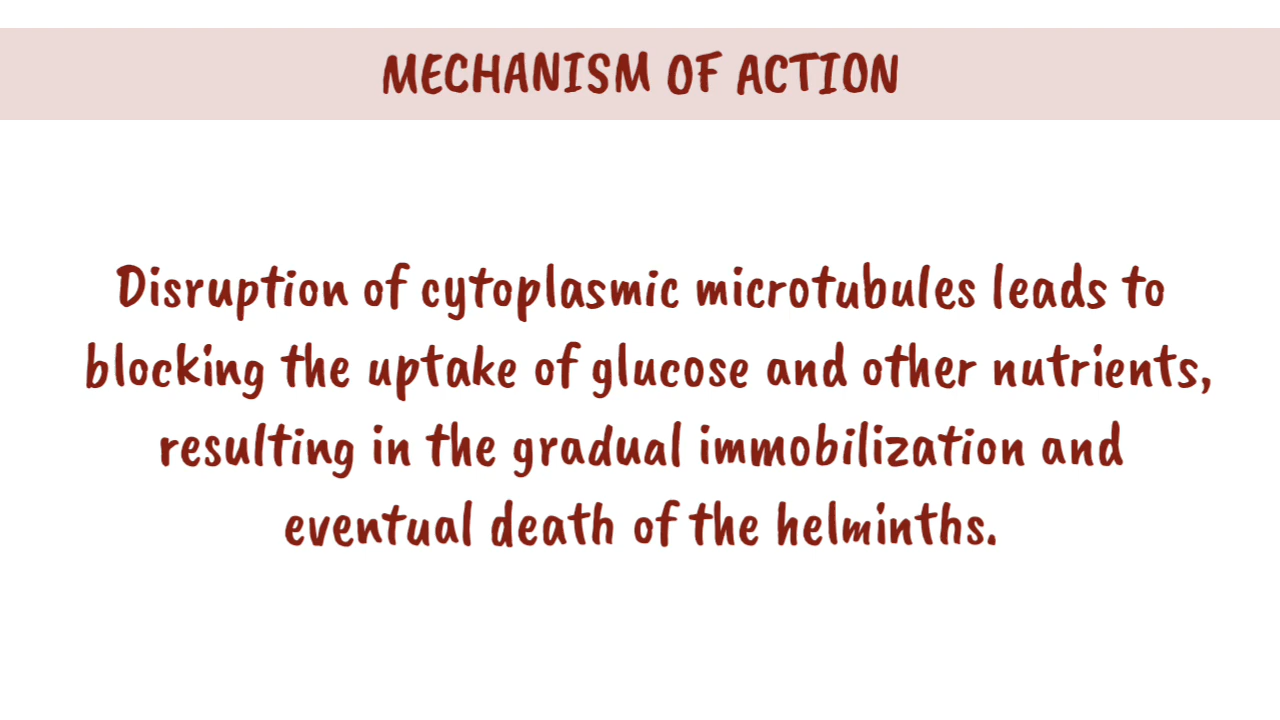 MECHANISM OF ACTION
Disruption of cytoplasmic microtubules leads to
blocking the uptake of glucose and other nutrients,
resulting in the gradual immobilization and
eventual death of the helminths.